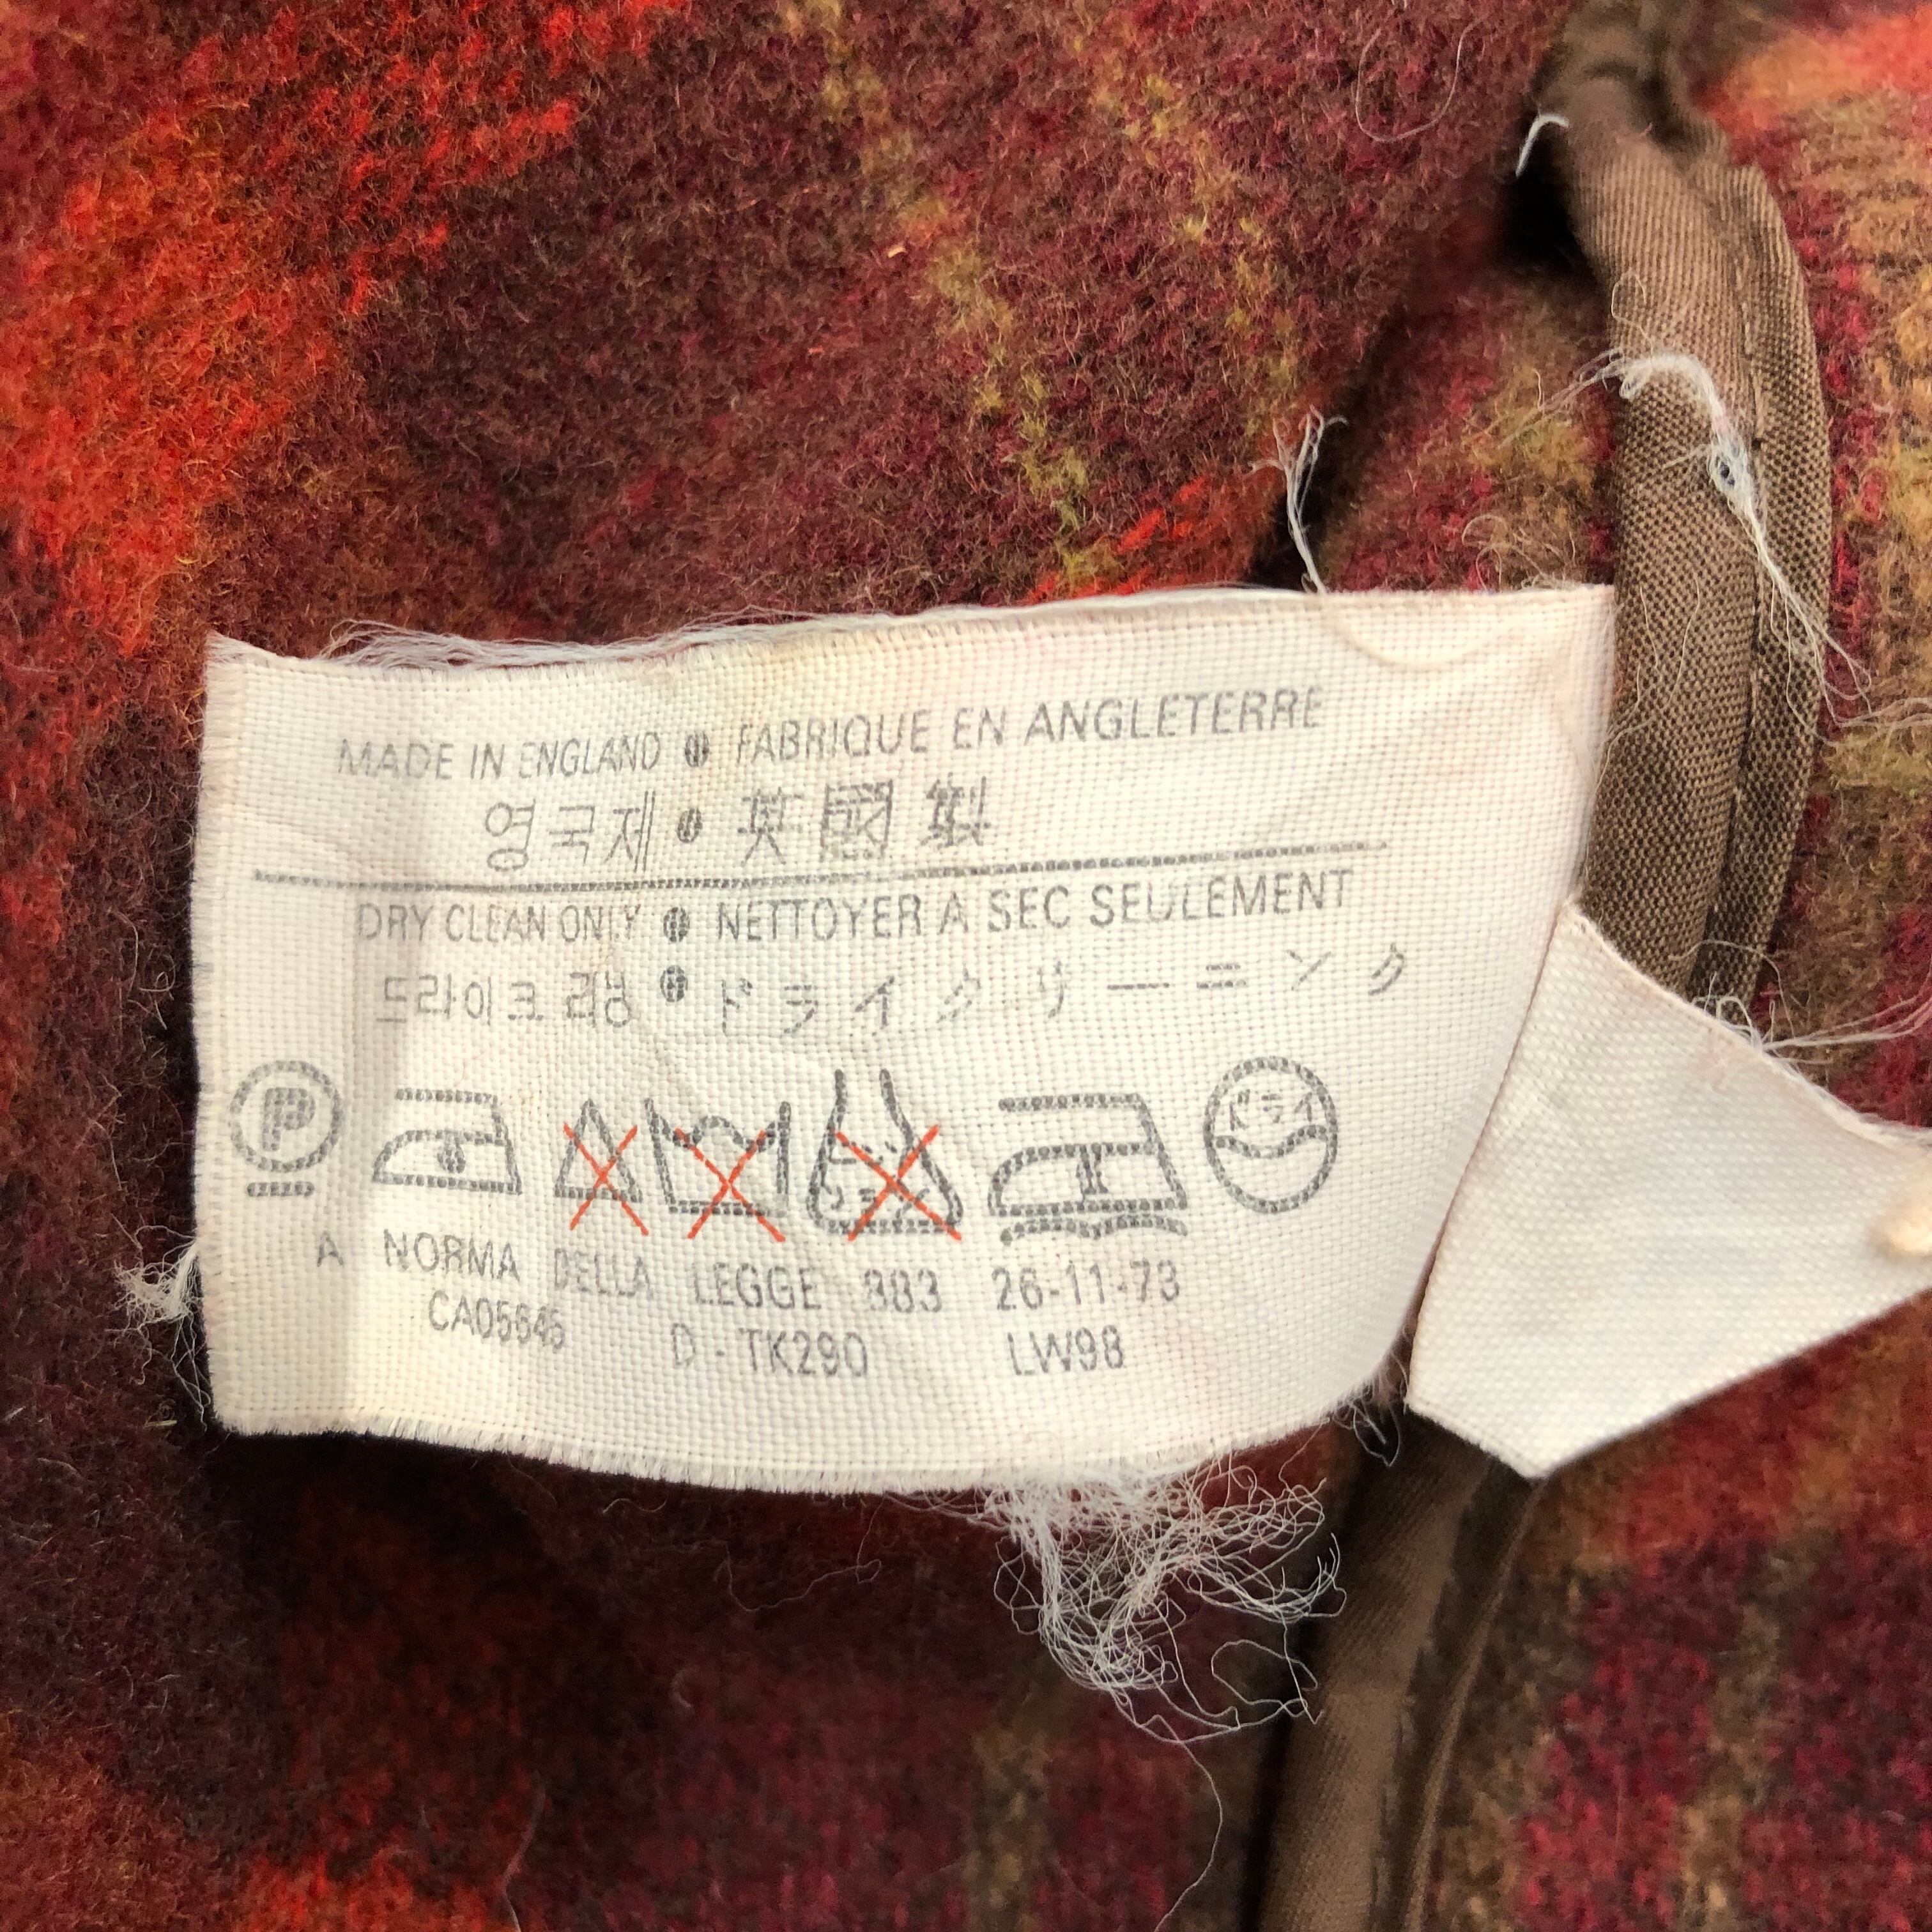 MADE IN ENGLAND ● FABRIQUE EN ANGLETERRE
영국제 ● 英國製
DRY CLEAN ONLY ● NETTOYER A SEC SEULEMENT
드라이크리닝 ● ドライクリーニング
P ドライ
A NORMA DELLA LEGGE 883 26-11-73
CA05645 D - TK290 LW98